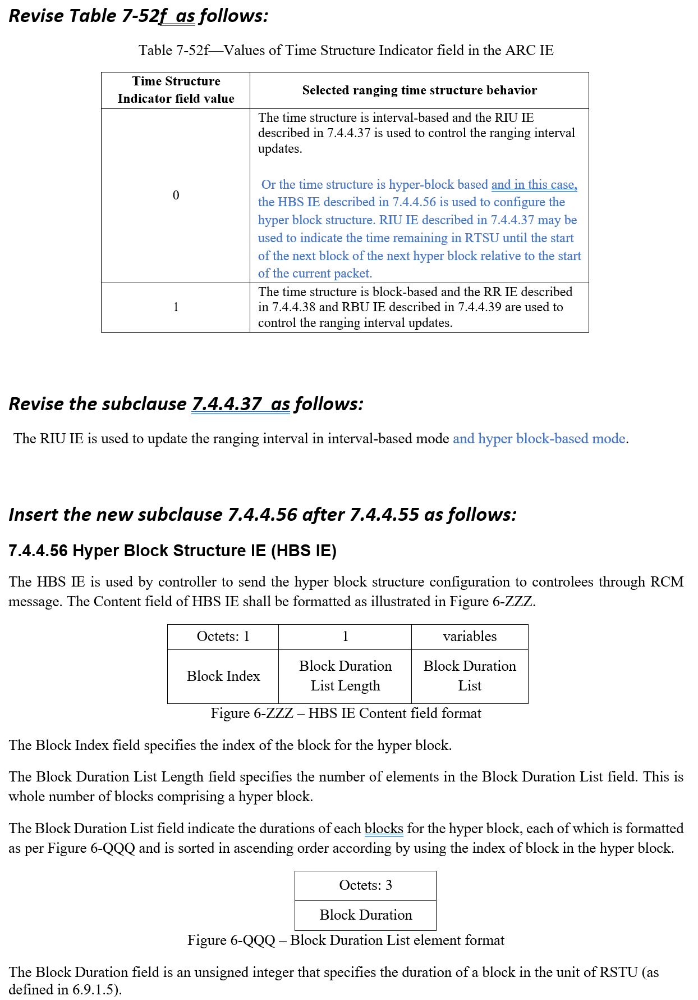 Revise Table 7-52f as follows:
Table 7-52f—Values of Time Structure Indicator field in the ARC IE
Time Structure
Indicator field value
Selected ranging time structure behavior
0
The time structure is interval-based and the RIU IE
described in 7.4.4.37 is used to control the ranging interval
updates.
Or the time structure is hyper-block based and in this case,
the HBS IE described in 7.4.4.56 is used to configure the
hyper block structure. RIU IE described in 7.4.4.37 may be
used to indicate the time remaining in RTSU until the start
of the next block of the next hyper block relative to the start
of the current packet.
1
The time structure is block-based and the RR IE described
in 7.4.4.38 and RBU IE described in 7.4.4.39 are used to
control the ranging interval updates.
Revise the subclause 7.4.4.37 as follows:
The RIU IE is used to update the ranging interval in interval-based mode and hyper block-based mode.
Insert the new subclause 7.4.4.56 after 7.4.4.55 as follows:
7.4.4.56 Hyper Block Structure IE (HBS IE)
The HBS IE is used by controller to send the hyper block structure configuration to controlees through RCM
message. The Content field of HBS IE shall be formatted as illustrated in Figure 6-ZZZ.
Octets: 1
1
variables
Block Index
Block Duration
List Length
Block Duration
List
Figure 6-ZZZ – HBS IE Content field format
The Block Index field specifies the index of the block for the hyper block.
The Block Duration List Length field specifies the number of elements in the Block Duration List field. This is
whole number of blocks comprising a hyper block.
The Block Duration List field indicate the durations of each blocks for the hyper block, each of which is formatted
as per Figure 6-QQQ and is sorted in ascending order according by using the index of block in the hyper block.
Octets: 3
Block Duration
Figure 6-QQQ – Block Duration List element format
The Block Duration field is an unsigned integer that specifies the duration of a block in the unit of RSTU (as
defined in 6.9.1.5).